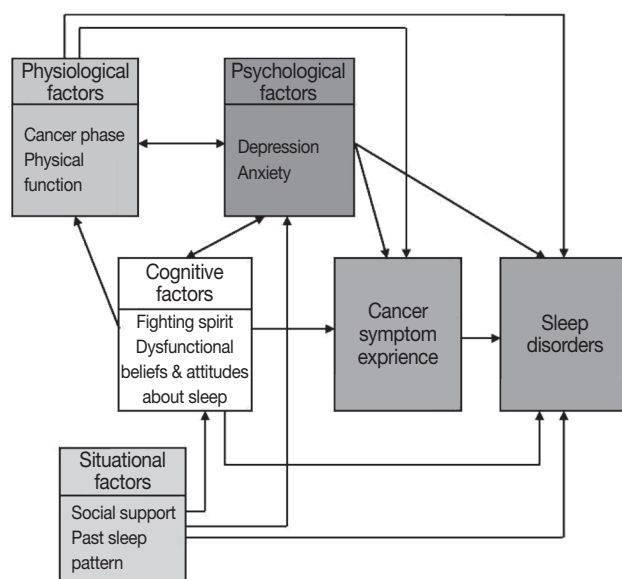 Physiological
factors
Cancer phase
Physical
function
Psychological
factors
Depression
Anxiety
Cognitive
factors
Fighting spirit
Dysfunctional
beliefs & attitudes
about sleep
Cancer
symptom
exprience
Sleep
disorders
Situational
factors
Social support
Past sleep
pattern